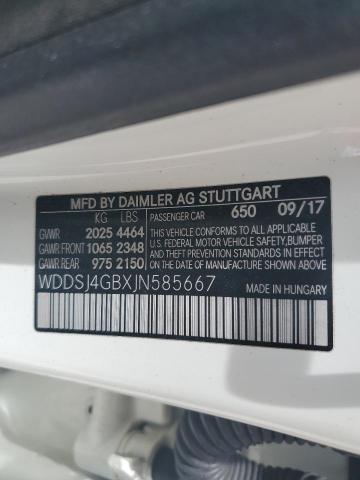 MFD BY DAIMLER AG STUTTGART
KG LBS
GVWR 2025 4464
GAWR FRONT 1065 2348
GAWR REAR 975 2150
PASSENGER CAR 650 09/17
THIS VEHICLE CONFORMS TO ALL APPLICABLE
FEDERAL MOTOR VEHICLE SAFETY, BUMPER
AND THEFT PREVENTION STANDARDS IN EFFECT
ON THE DATE OF MANUFACTURE SHOWN ABOVE.
WDDSJ4GBXJN585667
MADE IN HUNGARY